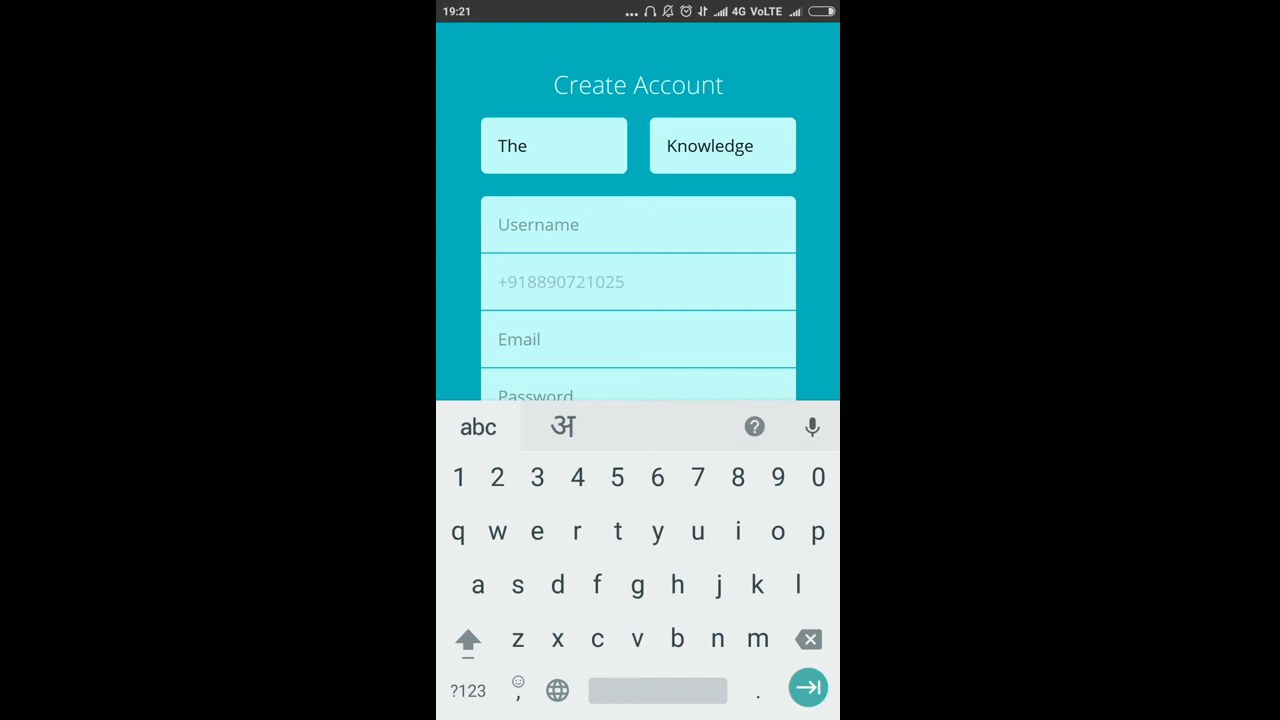 19:21 ... 4G VoLTE
Create Account
The Knowledge
Username
+918890721025
Email
Password
abc अ ?
1 2 3 4 5 6 7 8 9 0
q w e r t y u i o p
a s d f g h j k l
z x c v b n m
?123 , .